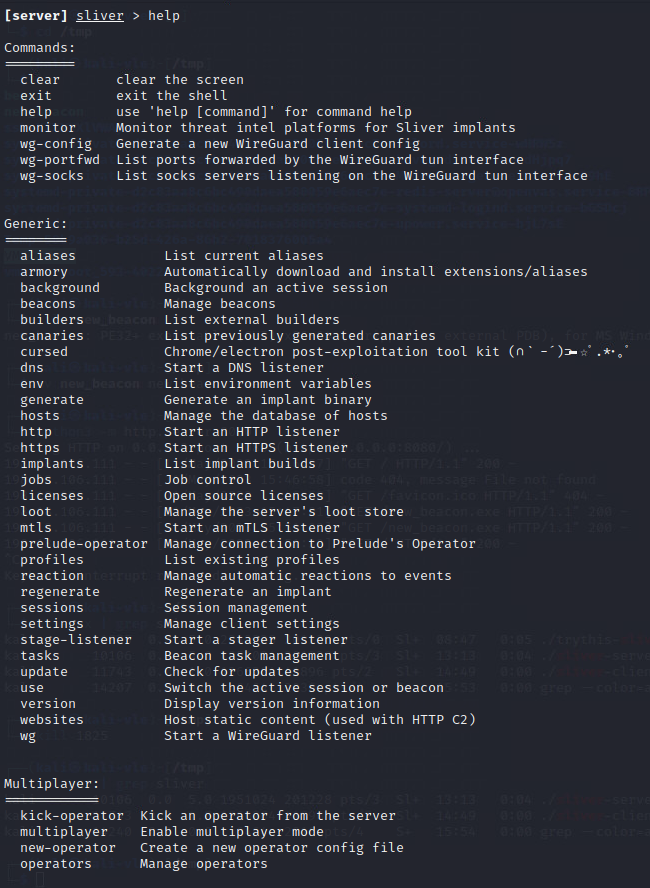 [server] sliver > help
Commands:
=========
clear clear the screen
exit exit the shell
help use 'help [command]' for command help
monitor Monitor threat intel platforms for Sliver implants
wg-config Generate a new WireGuard client config
wg-portfwd List ports forwarded by the WireGuard tun interface
wg-socks List socks servers listening on the WireGuard tun interface
Generic:
========
aliases List current aliases
armory Automatically download and install extensions/aliases
background Background an active session
beacons Manage beacons
builders List external builders
canaries List previously generated canaries
cursed Chrome/electron post-exploitation tool kit (∩｀-´)⊃━☆ﾟ.*･｡ﾟ
dns Start a DNS listener
env List environment variables
generate Generate an implant binary
hosts Manage the database of hosts
http Start an HTTP listener
https Start an HTTPS listener
implants List implant builds
jobs Job control
licenses Open source licenses
loot Manage the server's loot store
mtls Start an mTLS listener
prelude-operator Manage connection to Prelude's Operator
profiles List existing profiles
reaction Manage automatic reactions to events
regenerate Regenerate an implant
sessions Session management
settings Manage client settings
stage-listener Start a stager listener
tasks Beacon task management
update Check for updates
use Switch the active session or beacon
version Display version information
websites Host static content (used with HTTP C2)
wg Start a WireGuard listener
Multiplayer:
============
kick-operator Kick an operator from the server
multiplayer Enable multiplayer mode
new-operator Create a new operator config file
operators Manage operators